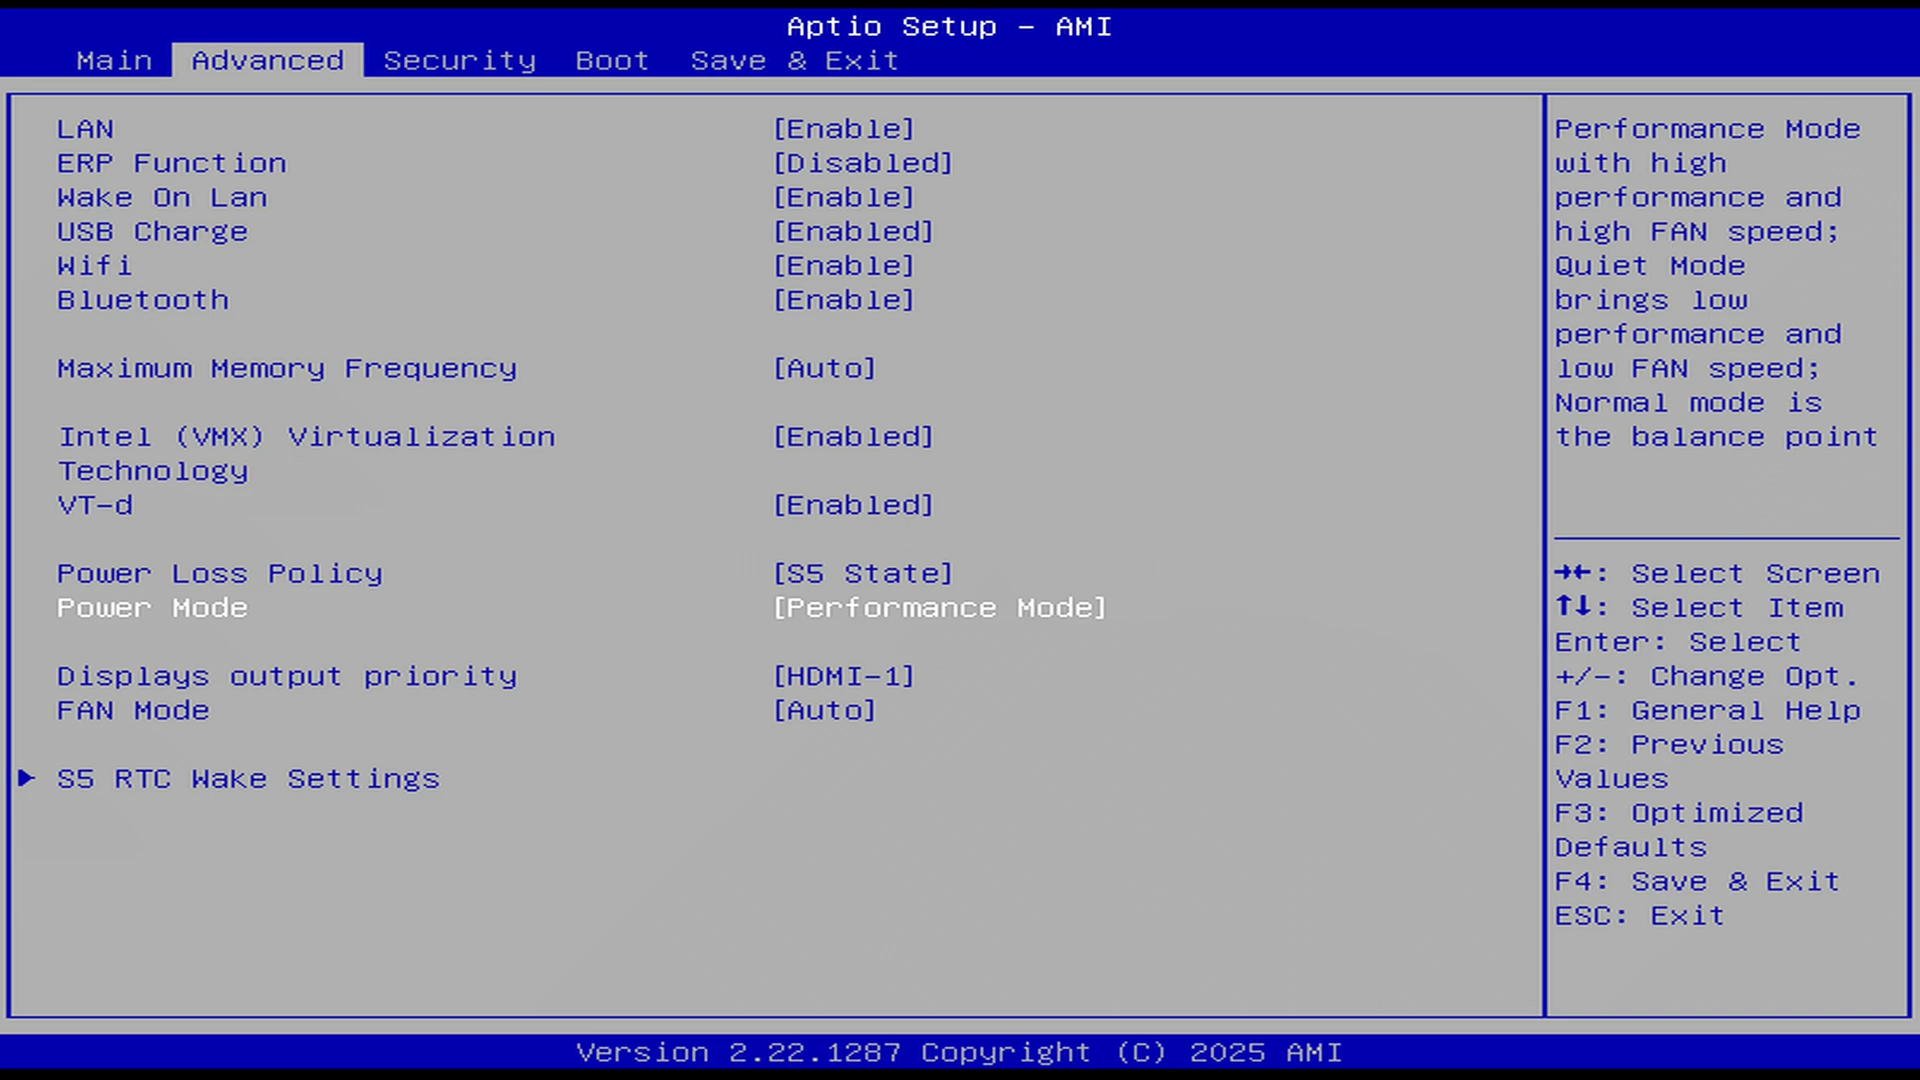 Aptio Setup – AMI
Main Advanced Security Boot Save & Exit
LAN [Enable]
ERP Function [Disabled]
Wake On Lan [Enable]
USB Charge [Enabled]
Wifi [Enable]
Bluetooth [Enable]
Maximum Memory Frequency [Auto]
Intel (VMX) Virtualization [Enabled]
Technology
VT-d [Enabled]
Power Loss Policy [S5 State]
Power Mode [Performance Mode]
Displays output priority [HDMI-1]
FAN Mode [Auto]
► S5 RTC Wake Settings
Performance Mode
with high
performance and
high FAN speed;
Quiet Mode
brings low
performance and
low FAN speed;
Normal mode is
the balance point
→←: Select Screen
↑↓: Select Item
Enter: Select
+/-: Change Opt.
F1: General Help
F2: Previous
Values
F3: Optimized
Defaults
F4: Save & Exit
ESC: Exit
Version 2.22.1287 Copyright (C) 2025 AMI